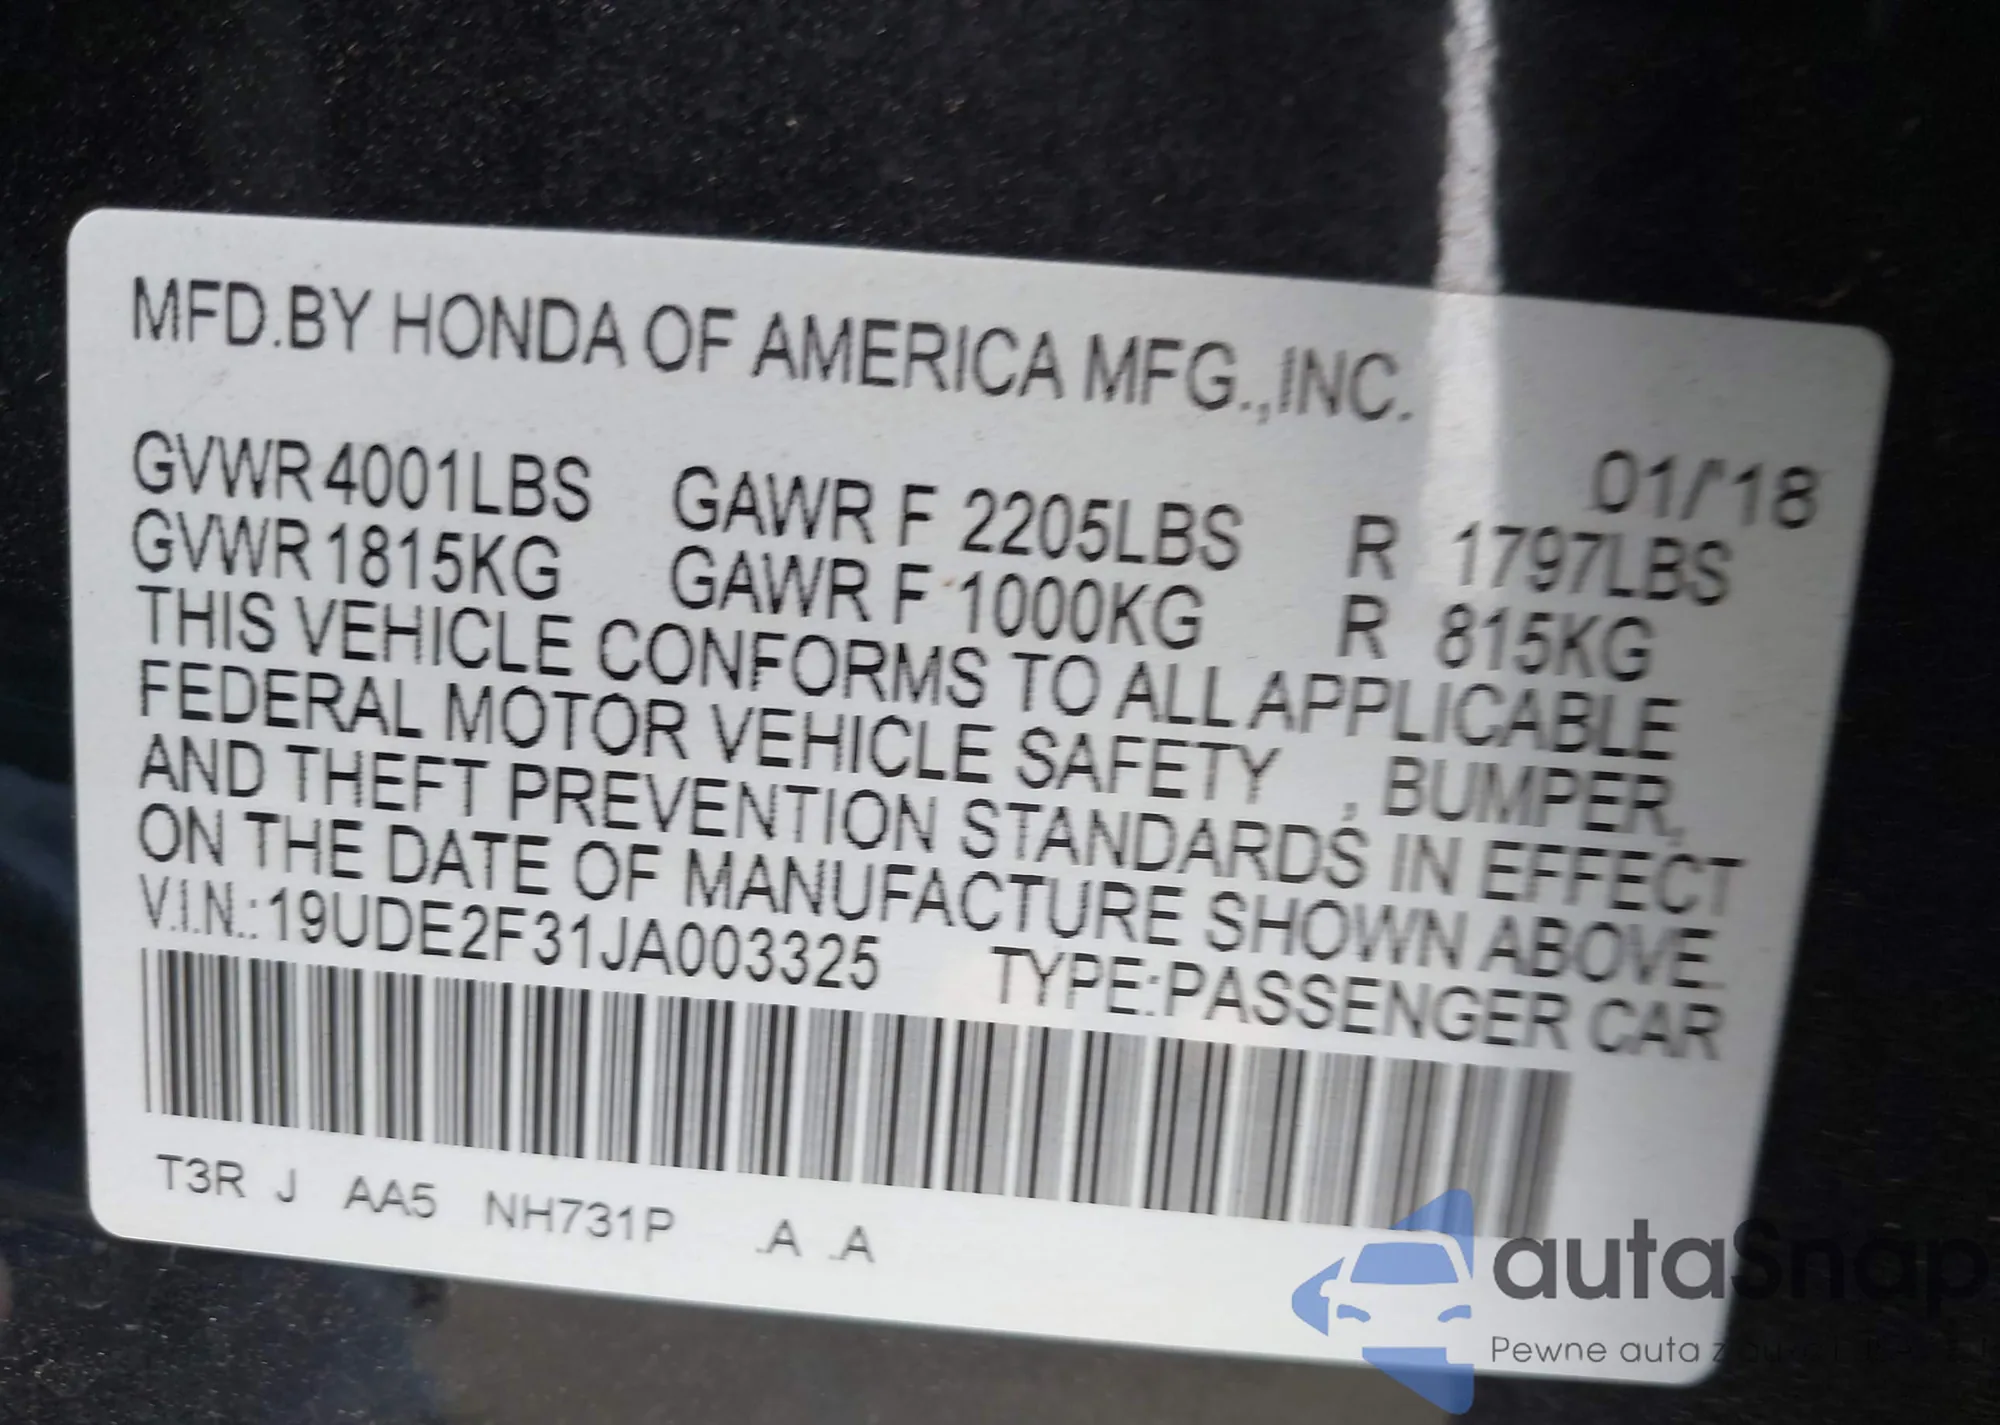 MFD.BY HONDA OF AMERICA MFG.,INC.
01/'18
GVWR 4001LBS GAWR F 2205LBS R 1797LBS
GVWR 1815KG GAWR F 1000KG R 815KG
THIS VEHICLE CONFORMS TO ALL APPLICABLE
FEDERAL MOTOR VEHICLE SAFETY , BUMPER,
AND THEFT PREVENTION STANDARDS IN EFFECT
ON THE DATE OF MANUFACTURE SHOWN ABOVE.
V.I.N.: 19UDE2F31JA003325 TYPE:PASSENGER CAR
T3R J AA5 NH731P .A .A
autaSnap
Pewne auta z